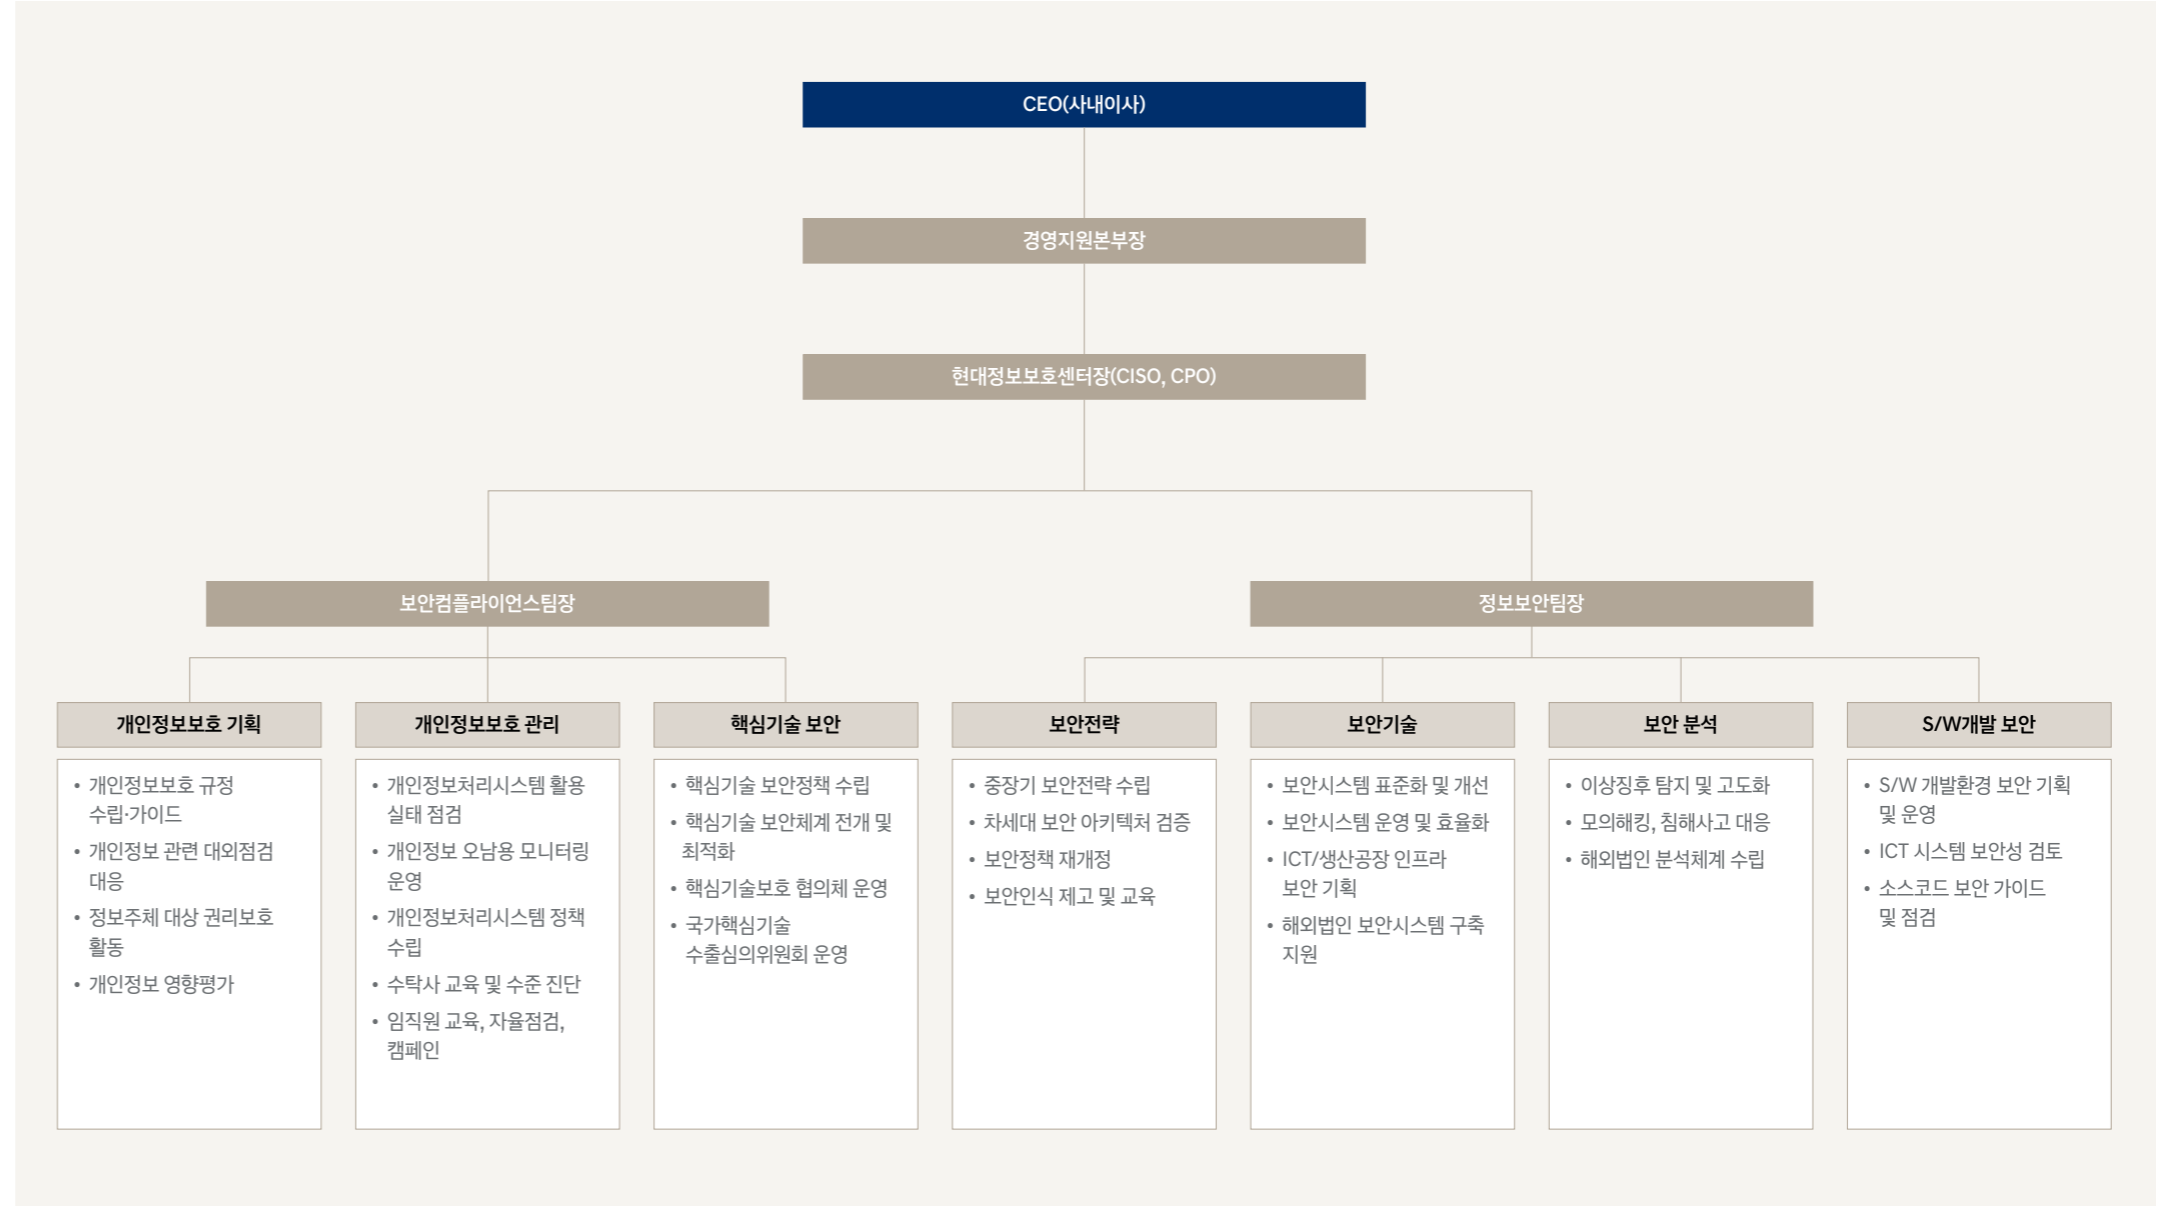 CEO(사내이사)
경영지원본부장
현대정보보호센터장(CISO, CPO)
보안컴플라이언스팀장
정보보안팀장
개인정보보호 기획
• 개인정보보호 규정
수립·가이드
• 개인정보 관련 대외점검
대응
• 정보주체 대상 권리보호
활동
• 개인정보 영향평가
개인정보보호 관리
• 개인정보처리시스템 활용
실태 점검
• 개인정보 오남용 모니터링
운영
• 개인정보처리시스템 정책
수립
• 수탁사 교육 및 수준 진단
• 임직원 교육, 자율점검,
캠페인
핵심기술 보안
• 핵심기술 보안정책 수립
• 핵심기술 보안체계 전개 및
최적화
• 핵심기술보호 협의체 운영
• 국가핵심기술
수출심의위원회 운영
보안전략
• 중장기 보안전략 수립
• 차세대 보안 아키텍처 검증
• 보안정책 재개정
• 보안인식 제고 및 교육
보안기술
• 보안시스템 표준화 및 개선
• 보안시스템 운영 및 효율화
• ICT/생산공장 인프라
보안 기획
• 해외법인 보안시스템 구축
지원
보안 분석
• 이상징후 탐지 및 고도화
• 모의해킹, 침해사고 대응
• 해외법인 분석체계 수립
S/W개발 보안
• S/W 개발환경 보안 기획
및 운영
• ICT 시스템 보안성 검토
• 소스코드 보안 가이드
및 점검